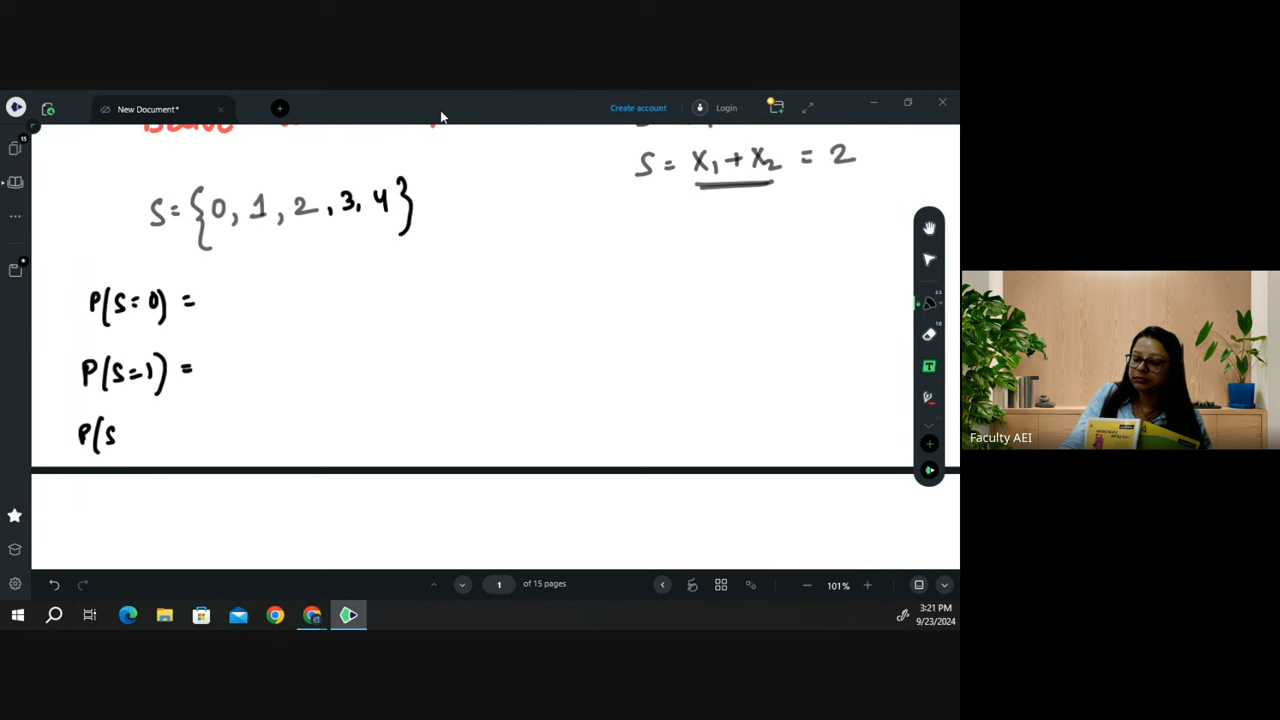 New Document*
Create account
Login
S = X₁ + X₂ = 2
S = {0, 1, 2, 3, 4}
P(S=0) =
P(S=1) =
P(S
1
of 15 pages
101%
3:21 PM
9/23/2024
Faculty AEI